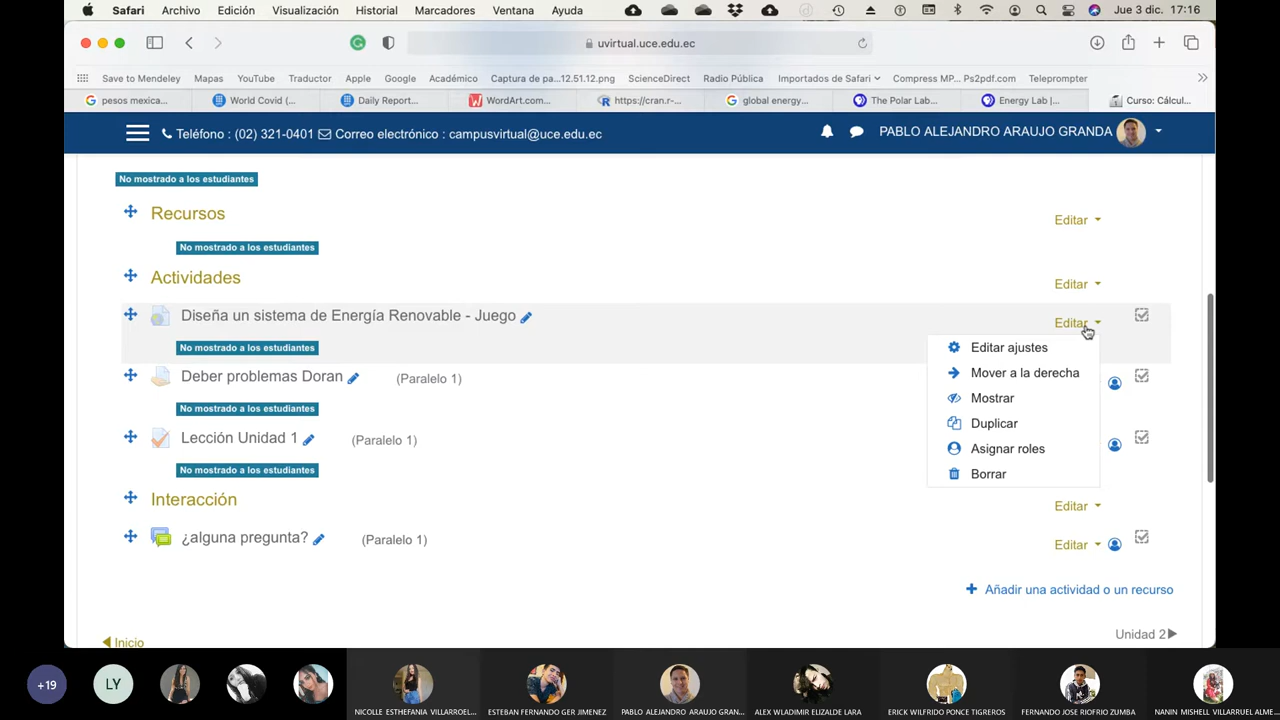 Safari Archivo Edición Visualización Historial Marcadores Ventana Ayuda Jue 3 dic. 17:16
uvirtual.uce.edu.ec
Save to Mendeley Mapas YouTube Traductor Apple Google Académico Captura de pa...12.51.12.png ScienceDirect Radio Pública Importados de Safari Compress MP... Ps2pdf.com Teleprompter
pesos mexica... World Covid (... Daily Report... WordArt.com... https://cran.r-... global energy... The Polar Lab... Energy Lab |... Curso: Cálcul...
Teléfono : (02) 321-0401 Correo electrónico : campusvirtual@uce.edu.ec PABLO ALEJANDRO ARAUJO GRANDA
No mostrado a los estudiantes
Recursos Editar
No mostrado a los estudiantes
Actividades Editar
Diseña un sistema de Energía Renovable - Juego Editar
No mostrado a los estudiantes
Editar ajustes
Mover a la derecha
Mostrar
Duplicar
Asignar roles
Borrar
Deber problemas Doran (Paralelo 1)
No mostrado a los estudiantes
Lección Unidad 1 (Paralelo 1)
No mostrado a los estudiantes
Interacción Editar
¿alguna pregunta? (Paralelo 1) Editar
Añadir una actividad o un recurso
Inicio Unidad 2
+19 LY
NICOLLE ESTHEFANIA VILLARROEL... ESTEBAN FERNANDO GER JIMENEZ PABLO ALEJANDRO ARAUJO GRAN... ALEX WLADIMIR ELIZALDE LARA ERICK WILFRIDO PONCE TIGREROS FERNANDO JOSE RIOFRIO ZUMBA NANIN MISHELL VILLARRUEL ALME